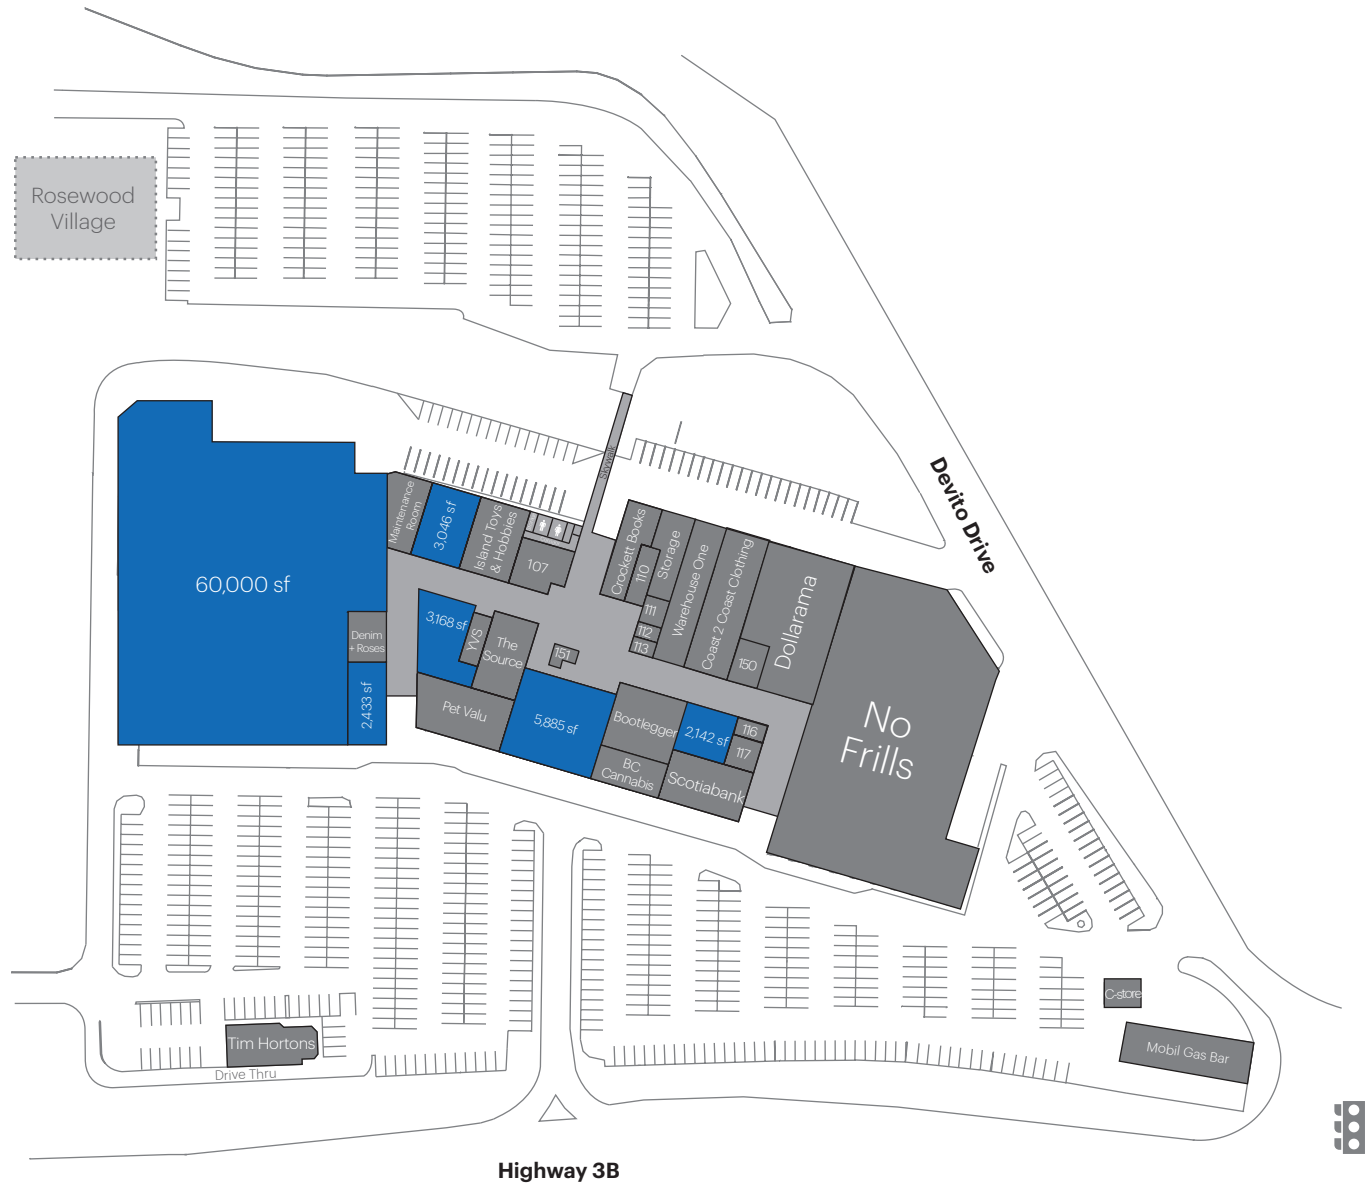 Rosewood
Village
Skywalk
Devito Drive
Maintenance
Room
3,046 sf
Island Toys
& Hobbies
107
Crockett Books
110
Storage
111
112
113
Warehouse One
Coast 2 Coast Clothing
150
Dollarama
60,000 sf
Denim
+ Roses
2,433 sf
3,168 sf
YVS
The
Source
151
Pet Valu
5,885 sf
Bootlegger
BC
Cannabis
2,142 sf
116
117
Scotiabank
No
Frills
C-store
Mobil Gas Bar
Tim Hortons
Drive Thru
Highway 3B